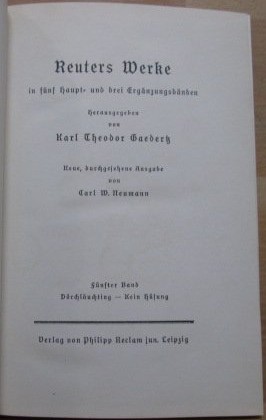 Reuters Werke
in fünf Haupt- und drei Ergänzungsbänden
Herausgegeben
von
Karl Theodor Gaedertz
Neue, durchgesehene Ausgabe
von
Carl W. Neumann
Fünfter Band
Dörchläuchting — Kein Hüsung
Verlag von Philipp Reclam jun. Leipzig